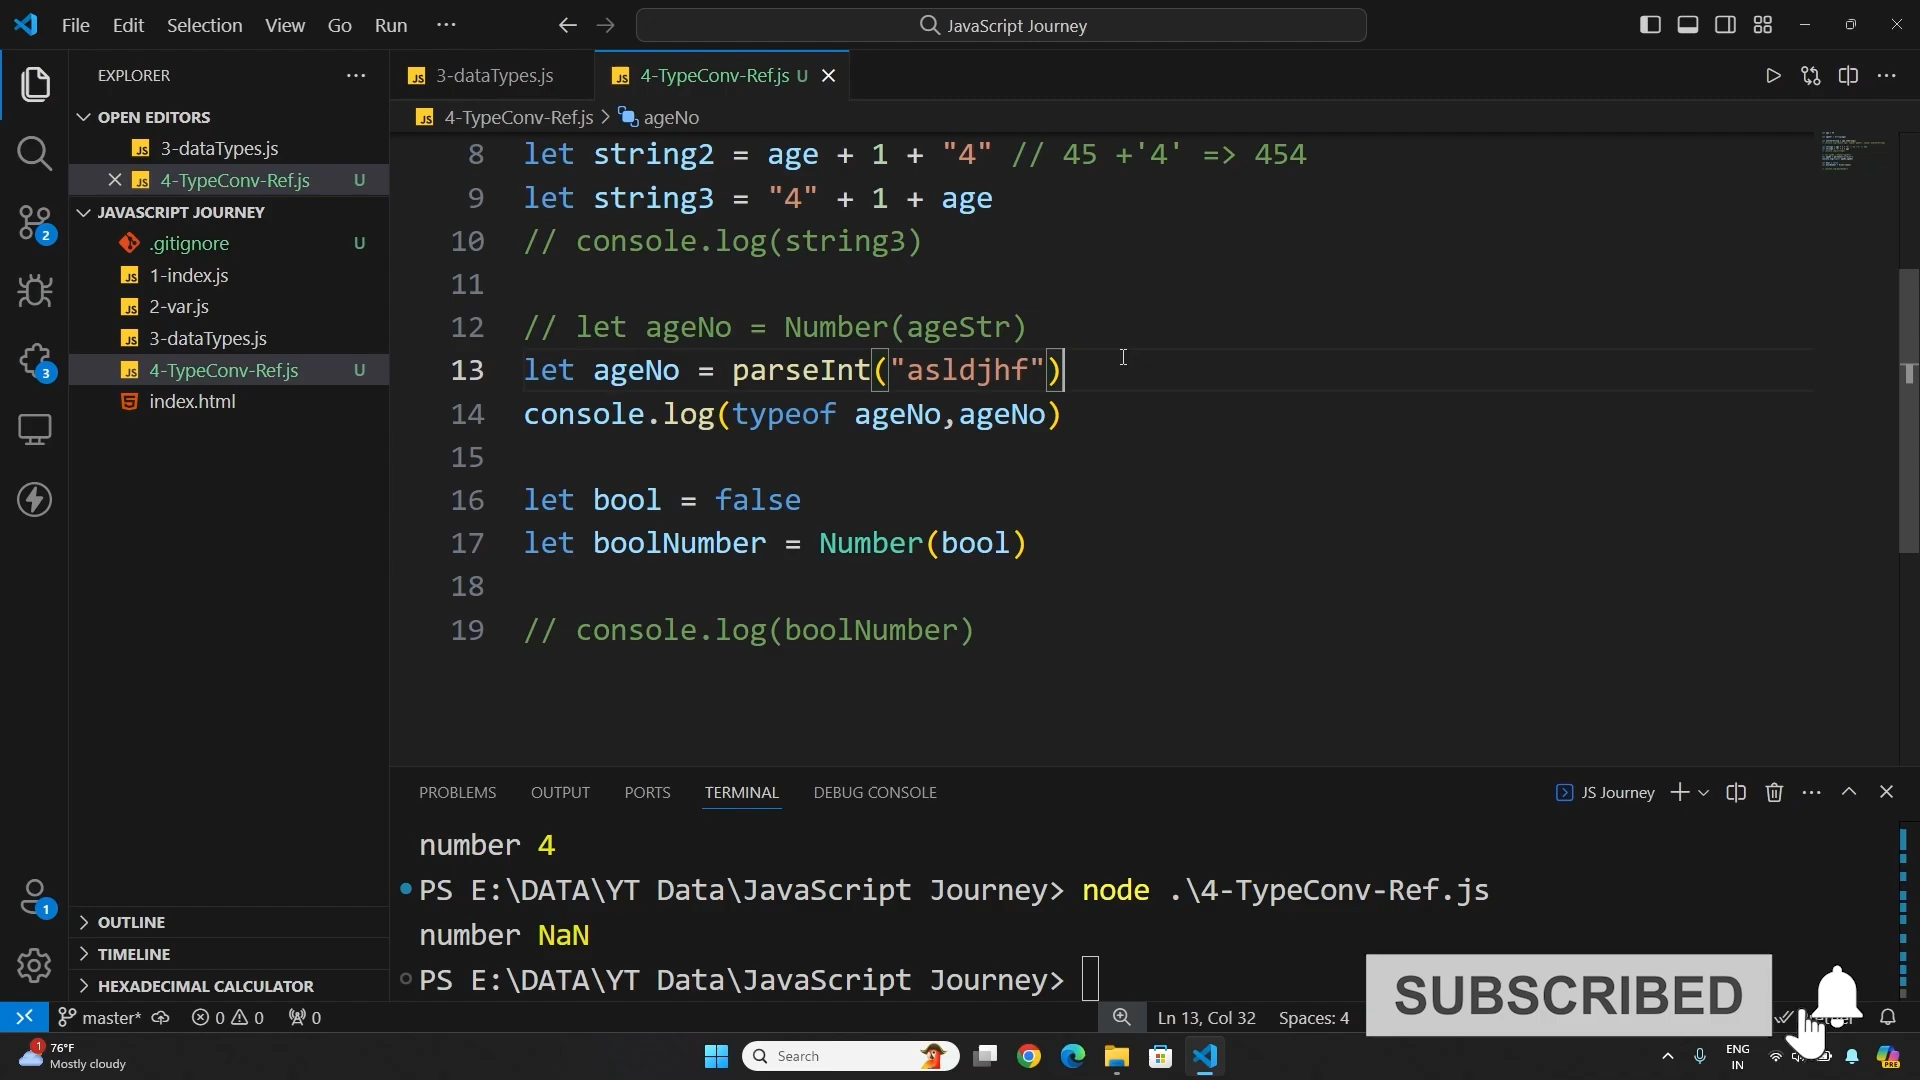 File Edit Selection View Go Run ... JavaScript Journey
EXPLORER
OPEN EDITORS
3-dataTypes.js
4-TypeConv-Ref.js U
JAVASCRIPT JOURNEY
.gitignore U
1-index.js
2-var.js
3-dataTypes.js
4-TypeConv-Ref.js U
index.html
OUTLINE
TIMELINE
HEXADECIMAL CALCULATOR
2
3
1
3-dataTypes.js 4-TypeConv-Ref.js U
4-TypeConv-Ref.js > ageNo
8 let string2 = age + 1 + "4" // 45 +'4' => 454
9 let string3 = "4" + 1 + age
10 // console.log(string3)
11
12 // let ageNo = Number(ageStr)
13 let ageNo = parseInt("asldjhf")
14 console.log(typeof ageNo,ageNo)
15
16 let bool = false
17 let boolNumber = Number(bool)
18
19 // console.log(boolNumber)
PROBLEMS OUTPUT PORTS TERMINAL DEBUG CONSOLE JS Journey
number 4
PS E:\DATA\YT Data\JavaScript Journey> node .\4-TypeConv-Ref.js
number NaN
PS E:\DATA\YT Data\JavaScript Journey>
SUBSCRIBED
master* 0 0 0 Ln 13, Col 32 Spaces: 4
1 76°F
Mostly cloudy
Search
ENG
IN
PRE